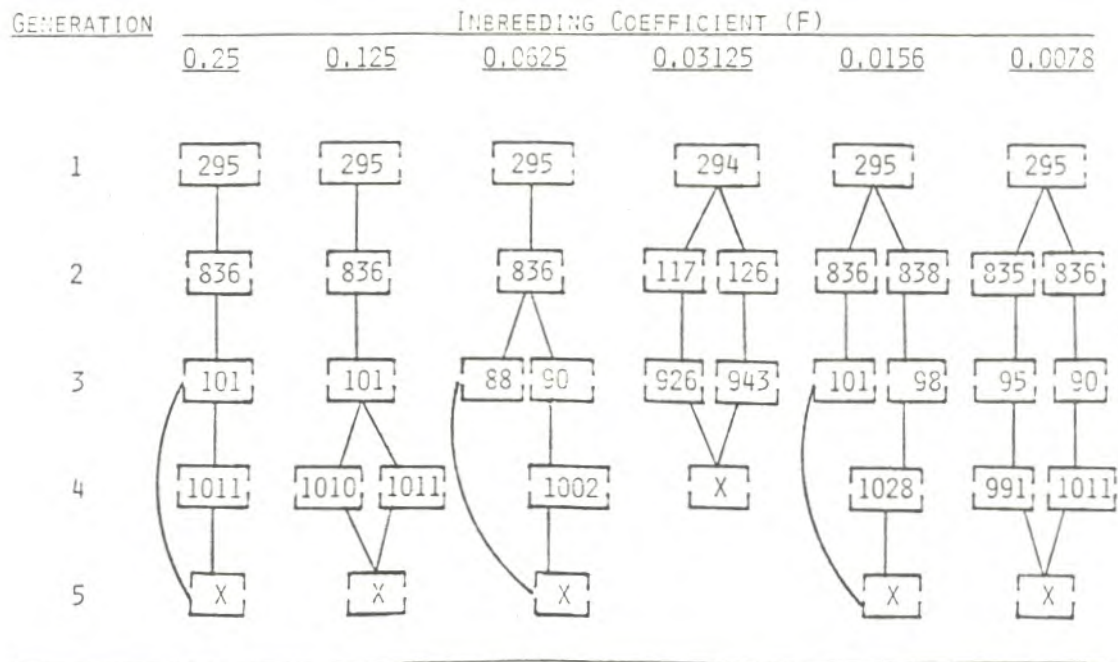 GENERATION INBREEDING COEFFICIENT (F)
0.25 0.125 0.0625 0.03125 0.0156 0.0078
1 295 295 295 294 295 295
2 836 836 836 117 126 836 838 835 836
3 101 101 88 90 926 943 101 98 95 90
4 1011 1010 1011 1002 X 1028 991 1011
5 X X X X X